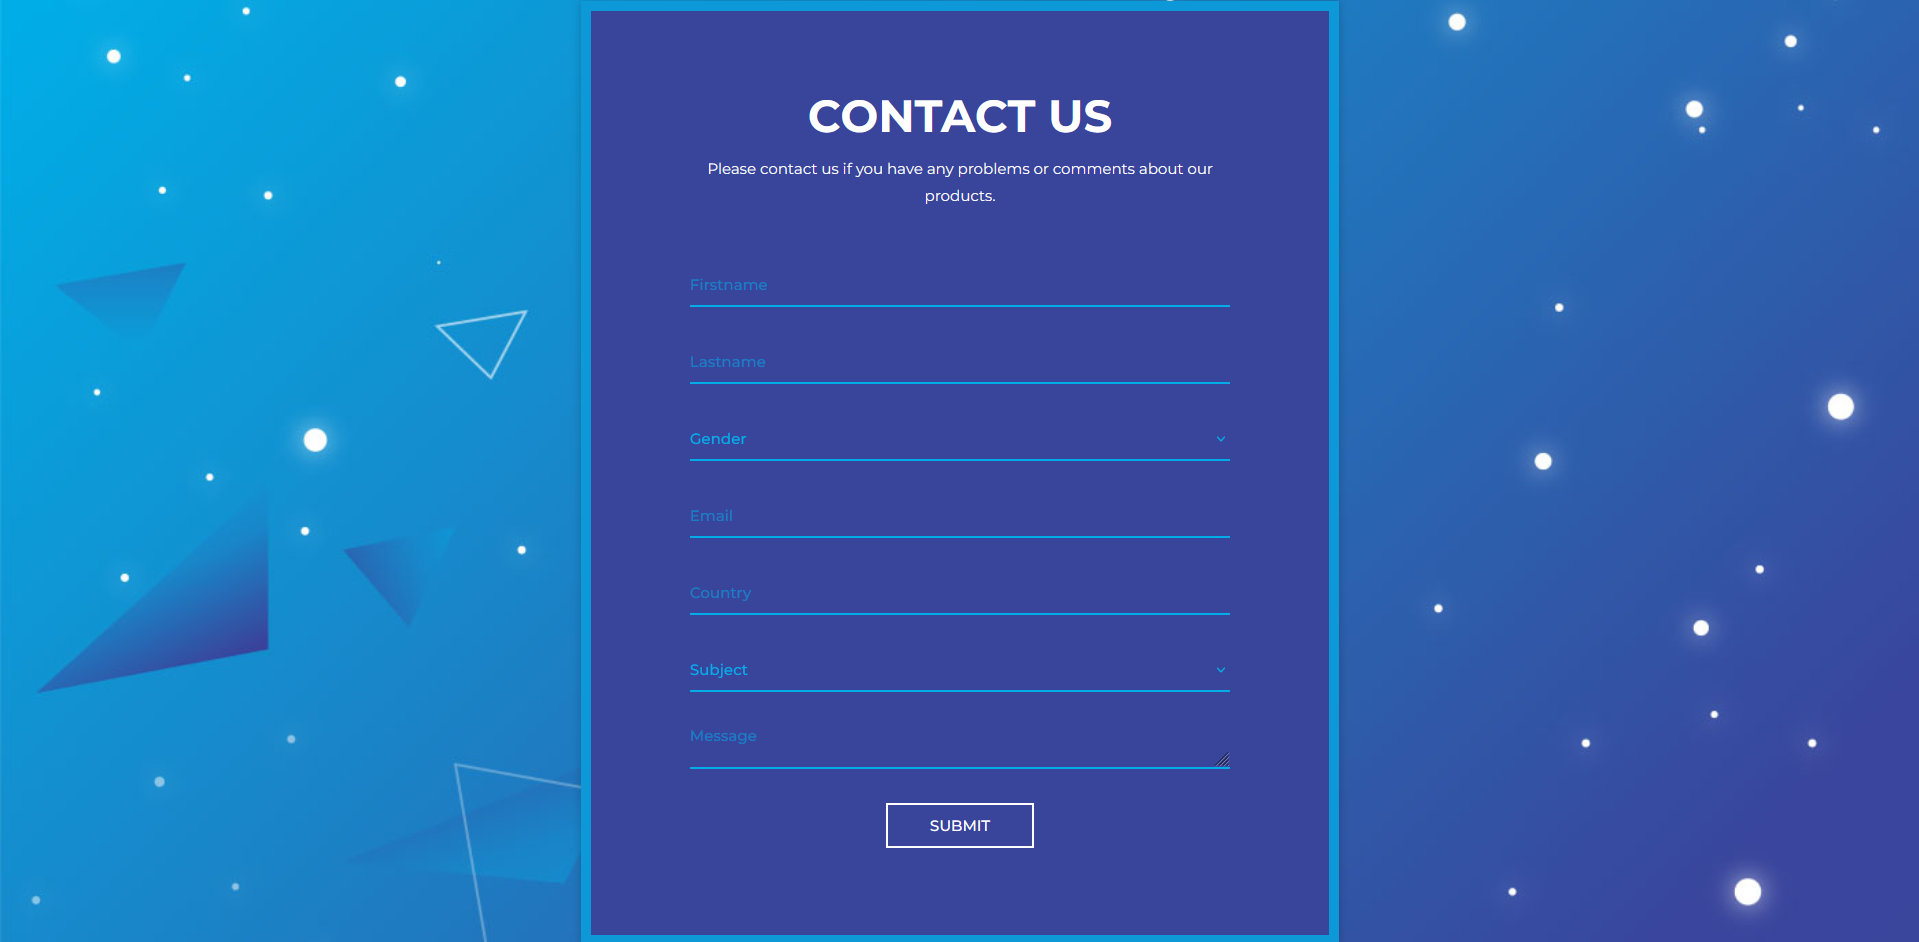 CONTACT US
Please contact us if you have any problems or comments about our
products.
Firstname
Lastname
Gender
Email
Country
Subject
Message
SUBMIT